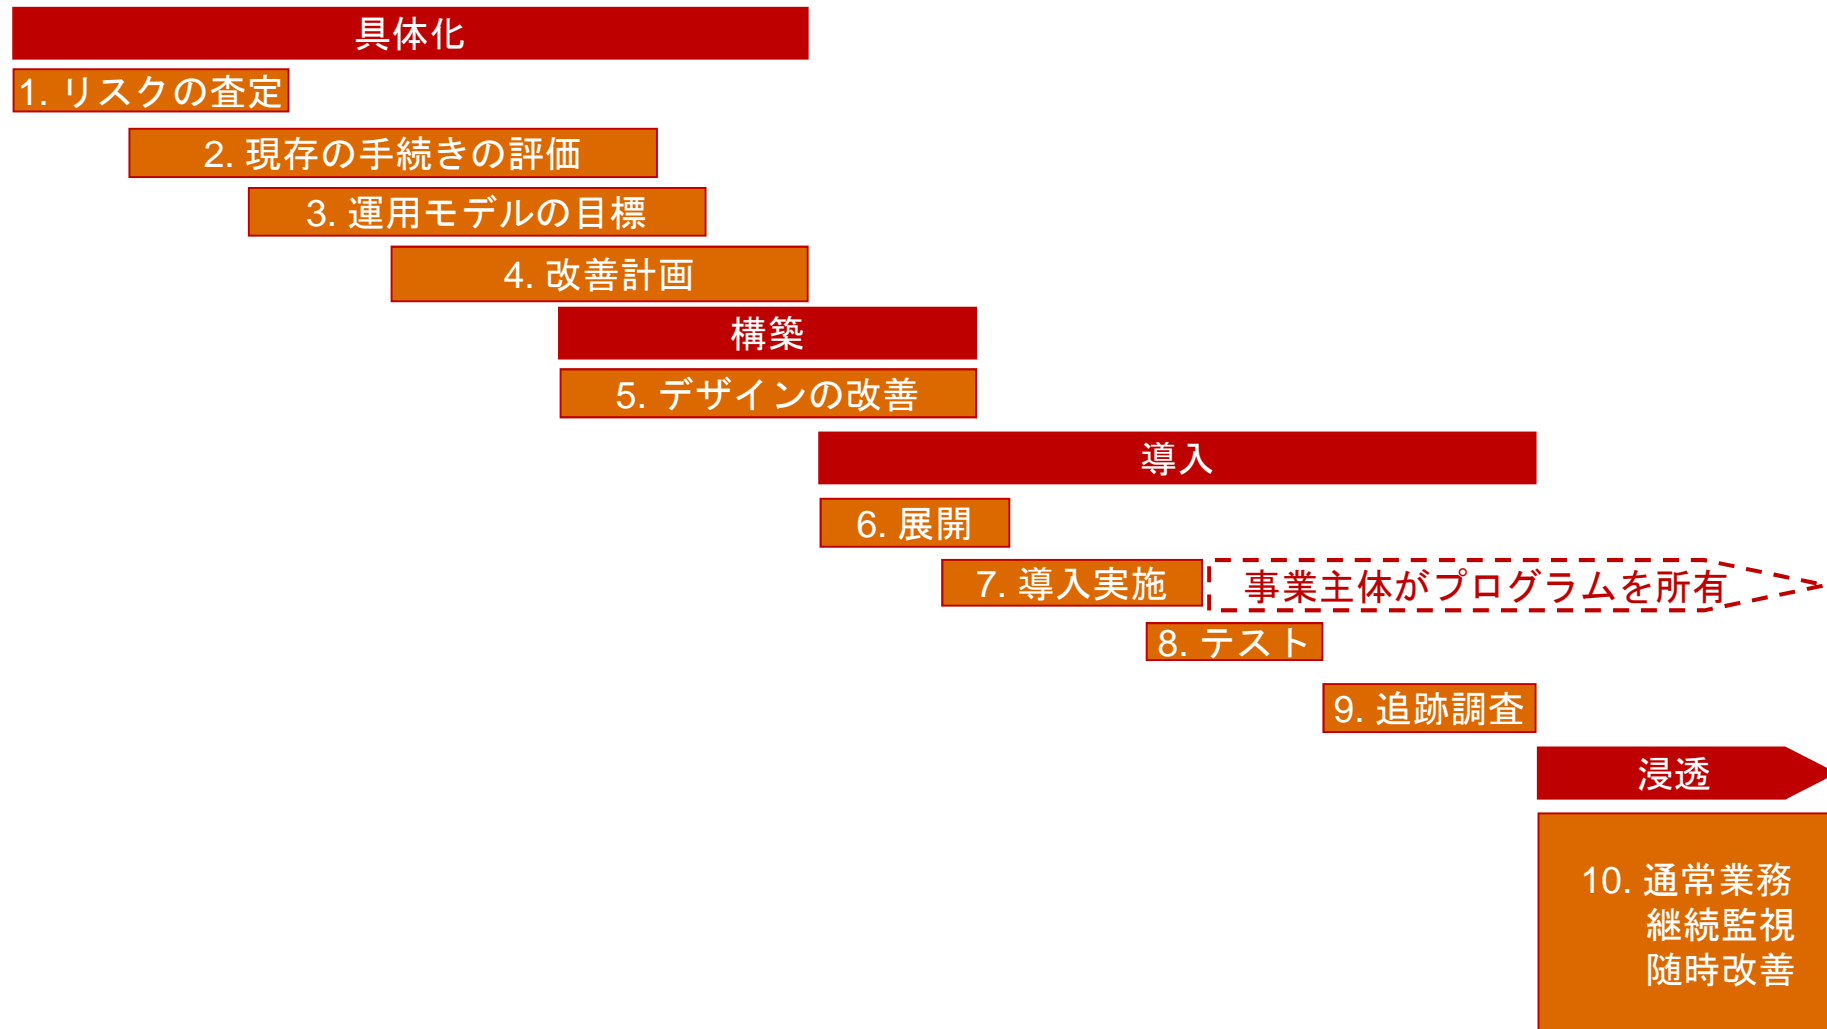 具体化
1. リスクの査定
2. 現存の手続きの評価
3. 運用モデルの目標
4. 改善計画
構築
5. デザインの改善
導入
6. 展開
7. 導入実施
事業主体がプログラムを所有
8. テスト
9. 追跡調査
浸透
10. 通常業務
継続監視
随時改善